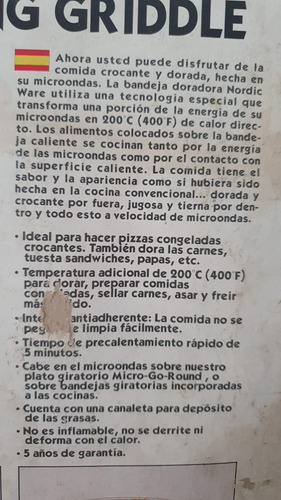 G GRIDDLE
Ahora usted puede disfrutar de la
comida crocante y dorada, hecha en
su microondas. La bandeja doradora Nordic
Ware utiliza una tecnología especial que
transforma una porción de la energía de su
microondas en 200°C (400°F) de calor direc-
to. Los alimentos colocados sobre la bande-
ja caliente se cocinan tanto por la energía
de las microondas como por el contacto con
la superficie caliente. La comida tiene el
sabor y la apariencia como si hubiera sido
hecha en la cocina convencional... dorada y
crocante por fuera, jugosa y tierna por den-
tro y todo esto a velocidad de microondas.
• Ideal para hacer pizzas congeladas
crocantes. También dora las carnes,
tuesta sandwiches, papas, etc.
• Temperatura adicional de 200°C (400°F)
para dorar, preparar comidas
con adas, sellar carnes, asar y freir
más do.
• Inte antiadherente: La comida no se
pe e limpia fácilmente.
• Tiempo de precalentamiento rápido de
5 minutos.
• Cabe en el microondas sobre nuestro
plato giratorio Micro-Go-Round, o
sobre bandejas giratorias incorporadas
a las cocinas.
• Cuenta con una canaleta para depósito
de las grasas.
• No es inflamable, no se derrite ni
deforma con el calor.
• 5 años de garantía.